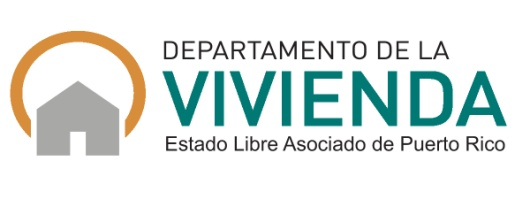 DEPARTAMENTO DE LA
VIVIENDA
Estado Libre Asociado de Puerto Rico